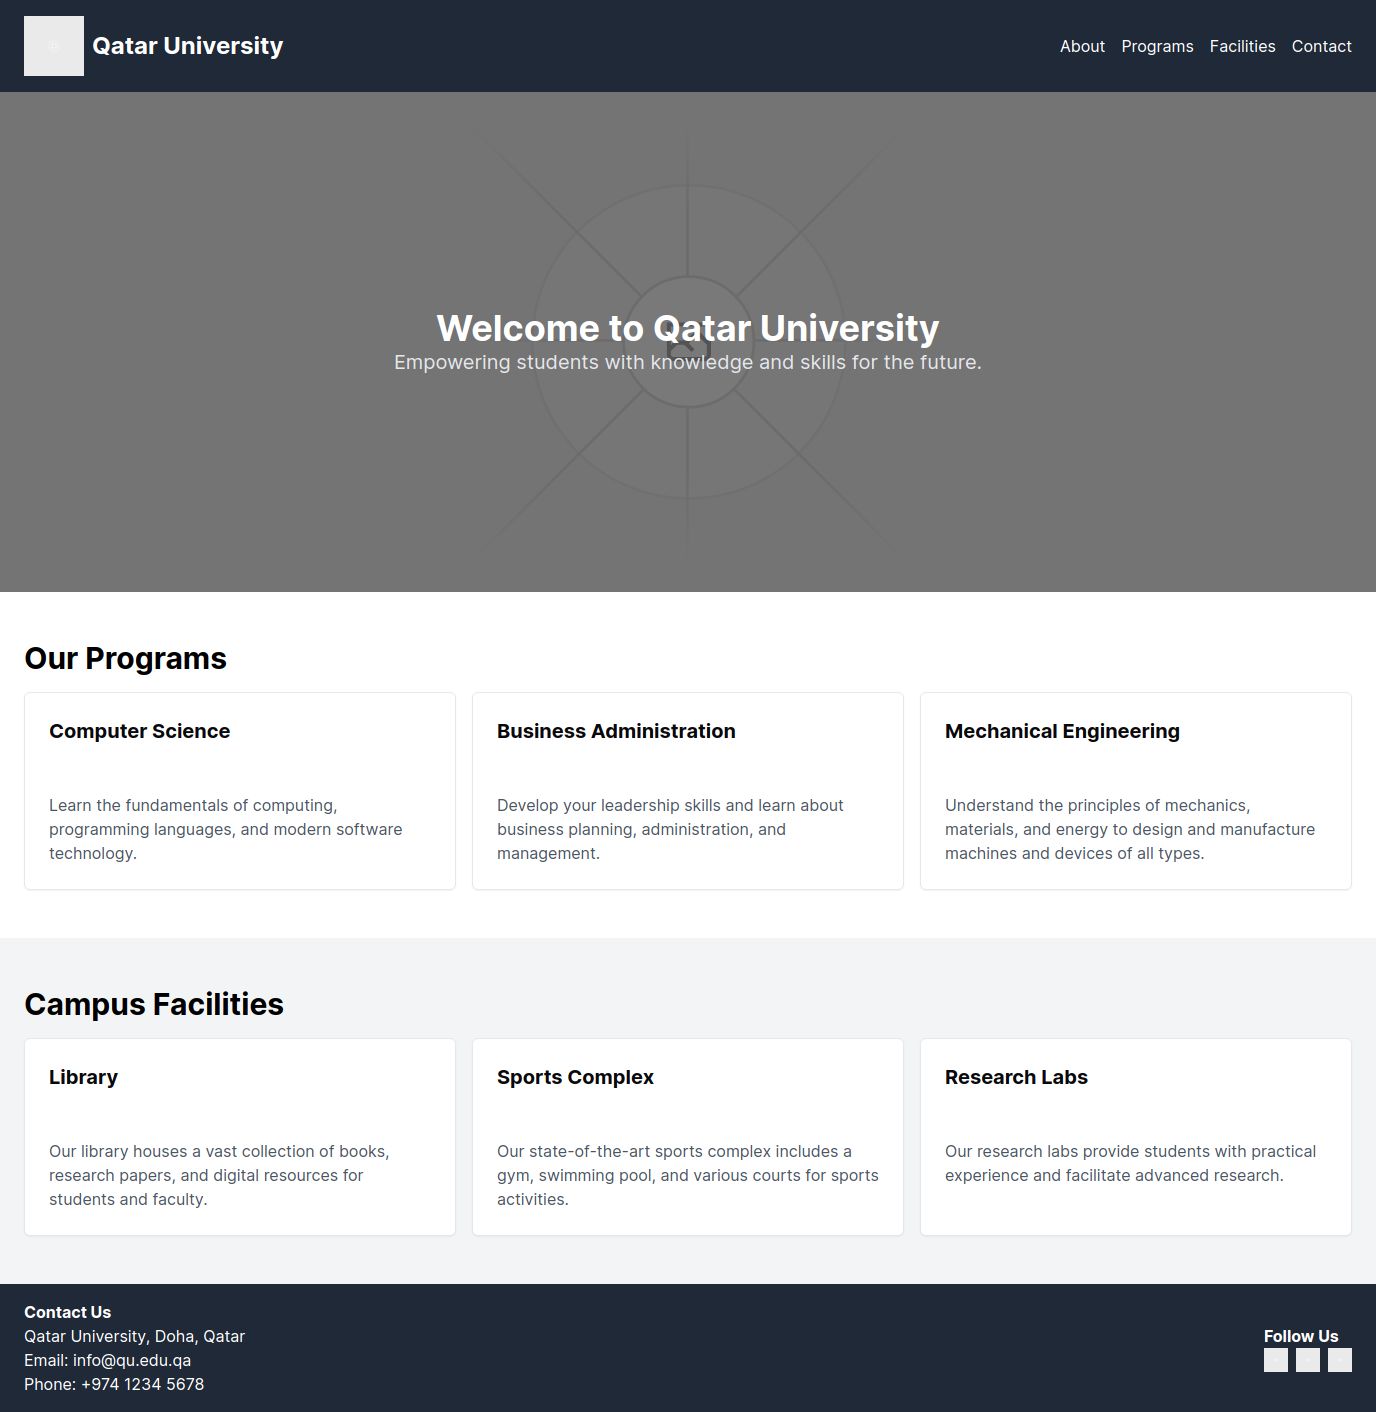 Qatar University
About Programs Facilities Contact
Welcome to Qatar University
Empowering students with knowledge and skills for the future.
Our Programs
Computer Science
Learn the fundamentals of computing,
programming languages, and modern software
technology.
Business Administration
Develop your leadership skills and learn about
business planning, administration, and
management.
Mechanical Engineering
Understand the principles of mechanics,
materials, and energy to design and manufacture
machines and devices of all types.
Campus Facilities
Library
Our library houses a vast collection of books,
research papers, and digital resources for
students and faculty.
Sports Complex
Our state-of-the-art sports complex includes a
gym, swimming pool, and various courts for sports
activities.
Research Labs
Our research labs provide students with practical
experience and facilitate advanced research.
Contact Us
Qatar University, Doha, Qatar
Email: info@qu.edu.qa
Phone: +974 1234 5678
Follow Us